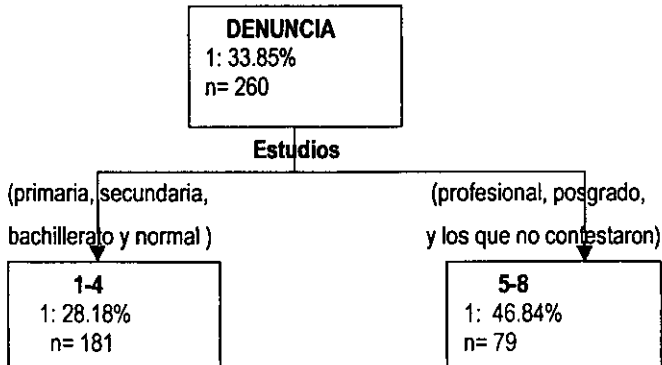 DENUNCIA
1: 33.85%
n= 260
Estudios
(primaria, secundaria,
bachillerato y normal )
(profesional, posgrado,
y los que no contestaron)
1-4
1: 28.18%
n= 181
5-8
1: 46.84%
n= 79